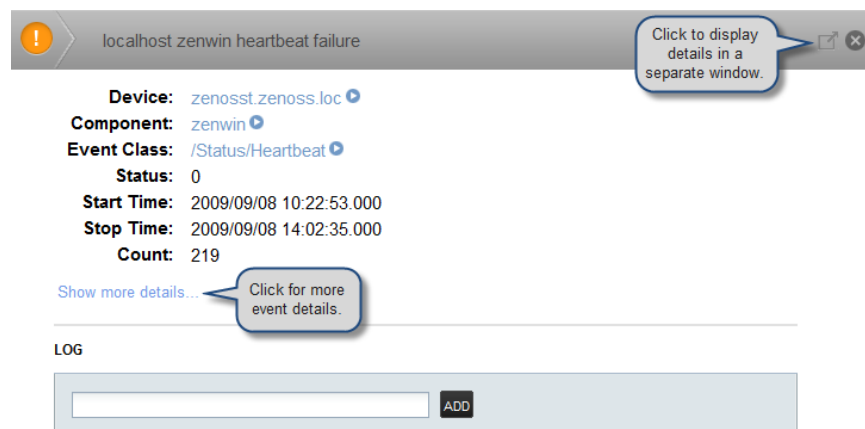 ! localhost zenwin heartbeat failure
Click to display
details in a
separate window.
Device: zenosst.zenoss.loc
Component: zenwin
Event Class: /Status/Heartbeat
Status: 0
Start Time: 2009/09/08 10:22:53.000
Stop Time: 2009/09/08 14:02:35.000
Count: 219
Show more details...
Click for more
event details.
LOG
ADD